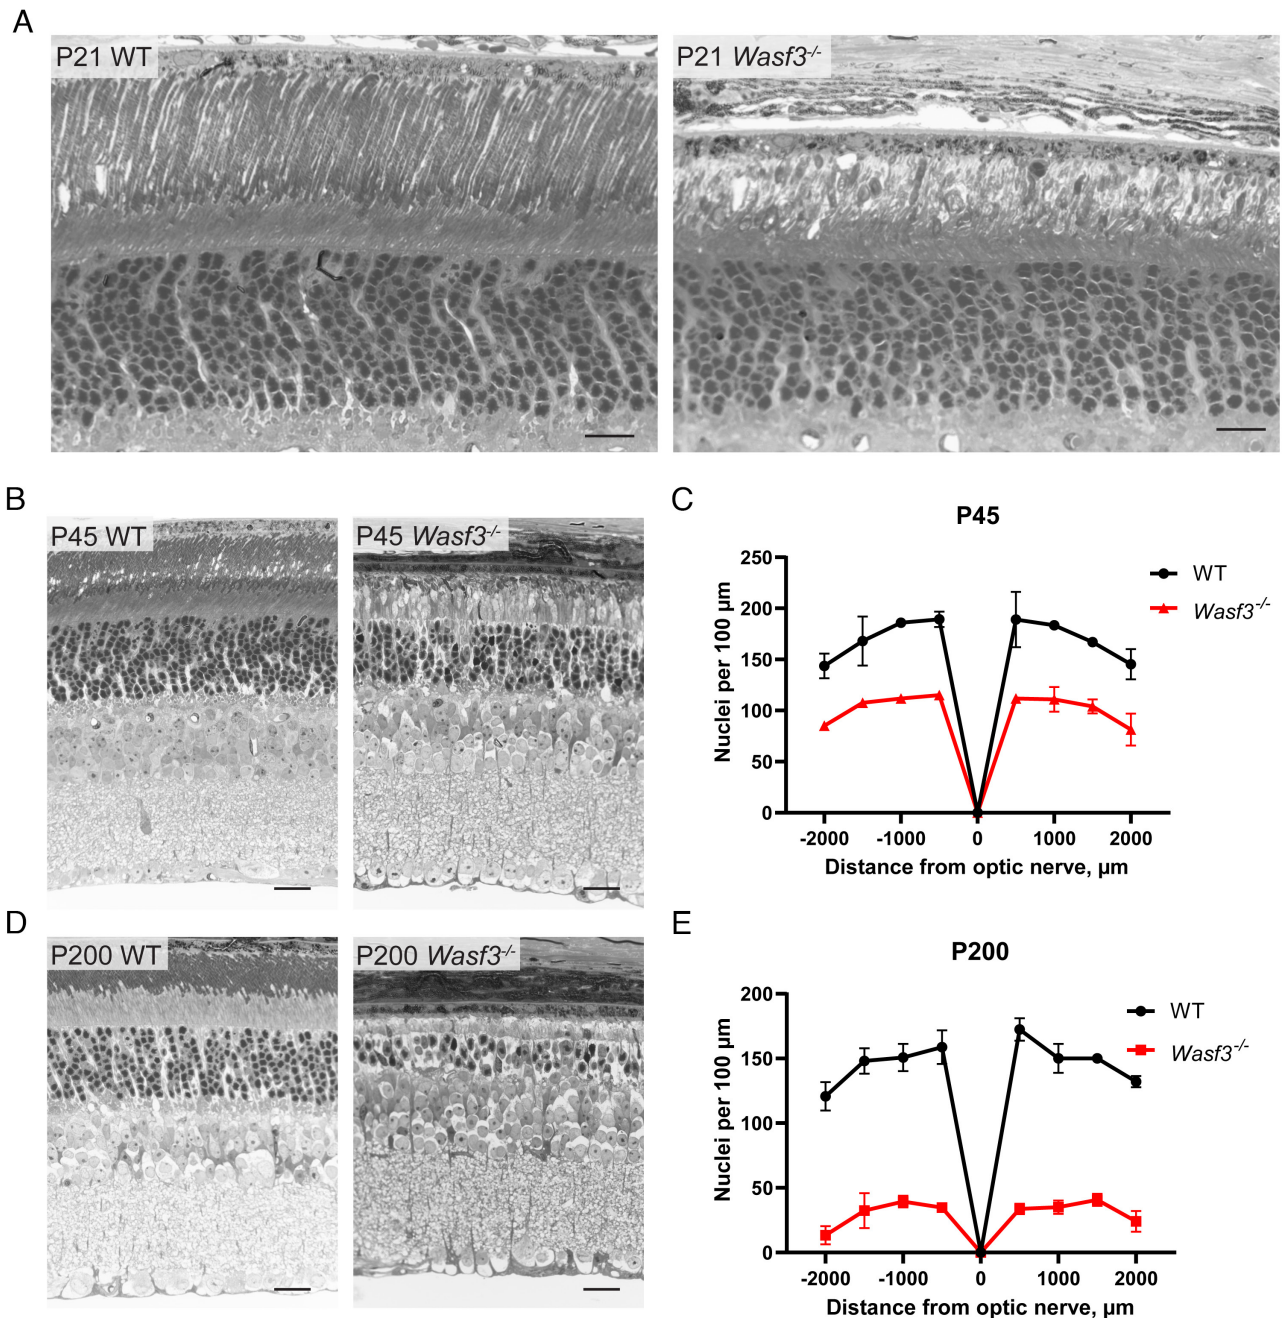 A
P21 WT
P21 Wasf3-/-
B
P45 WT
P45 Wasf3-/-
C
P45
250
200
150
100
50
0
Nuclei per 100 µm
-2000
-1000
0
1000
2000
Distance from optic nerve, µm
WT
Wasf3-/-
D
P200 WT
P200 Wasf3-/-
E
P200
200
150
100
50
0
Nuclei per 100 µm
-2000
-1000
0
1000
2000
Distance from optic nerve, µm
WT
Wasf3-/-